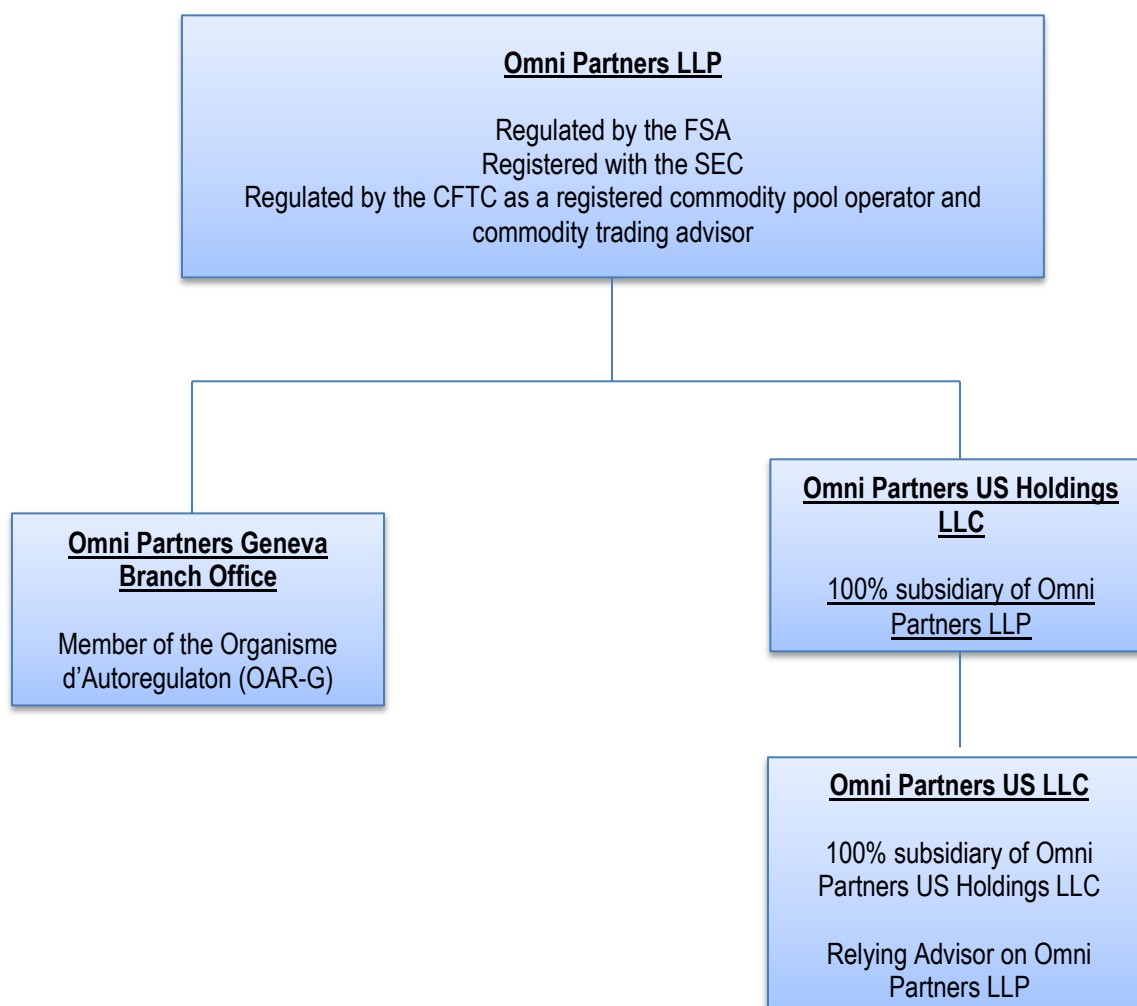 Omni Partners LLP
Regulated by the FSA
Registered with the SEC
Regulated by the CFTC as a registered commodity pool operator and
commodity trading advisor
Omni Partners Geneva
Branch Office
Member of the Organisme
d’Autoregulaton (OAR-G)
Omni Partners US Holdings
LLC
100% subsidiary of Omni
Partners LLP
Omni Partners US LLC
100% subsidiary of Omni
Partners US Holdings LLC
Relying Advisor on Omni
Partners LLP